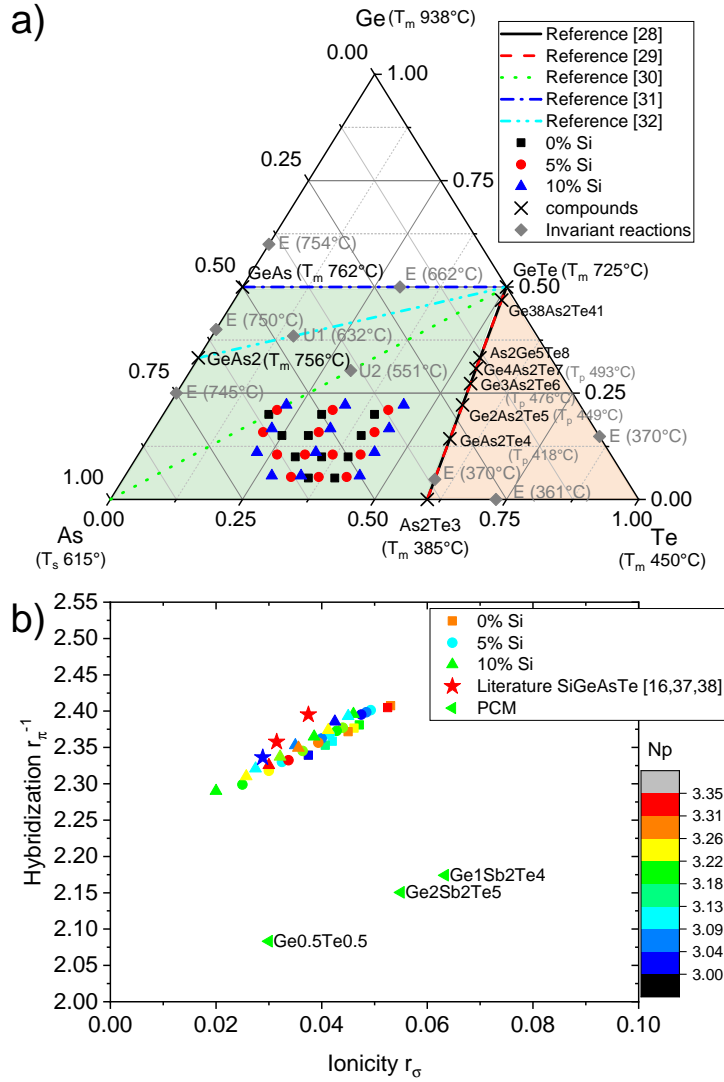 a)
Ge (Tm 938°C)
0.00
1.00
Reference [28]
Reference [29]
Reference [30]
Reference [31]
Reference [32]
0% Si
5% Si
10% Si
compounds
Invariant reactions
0.25
0.75
E (754°C)
0.50
GeAs (Tm 762°C)
E (662°C)
GeTe (Tm 725°C)
0.50
Ge38As2Te41
E (750°C)
U1 (632°C)
GeAs2 (Tm 756°C)
As2Ge5Te8
0.75
U2 (551°C)
Ge4As2Te7 (Tp 493°C)
Ge3As2Te6
E (745°C)
(Tp 476°C)
0.25
Ge2As2Te5 (Tp 449°C)
GeAs2Te4
E (370°C)
(Tp 418°C)
E (370°C)
1.00
E (361°C)
0.00
0.00
0.25
0.50
0.75
1.00
As
As2Te3
Te
(Ts 615°)
(Tm 385°C)
(Tm 450°C)
b)
2.55
2.50
2.45
2.40
2.35
2.30
2.25
2.20
2.15
2.10
2.05
2.00
Hybridization rπ-1
0% Si
5% Si
10% Si
Literature SiGeAsTe [16,37,38]
PCM
Np
3.35
3.31
3.26
3.22
3.18
3.13
3.09
3.04
3.00
Ge1Sb2Te4
Ge2Sb2Te5
Ge0.5Te0.5
0.00
0.02
0.04
0.06
0.08
0.10
Ionicity rσ